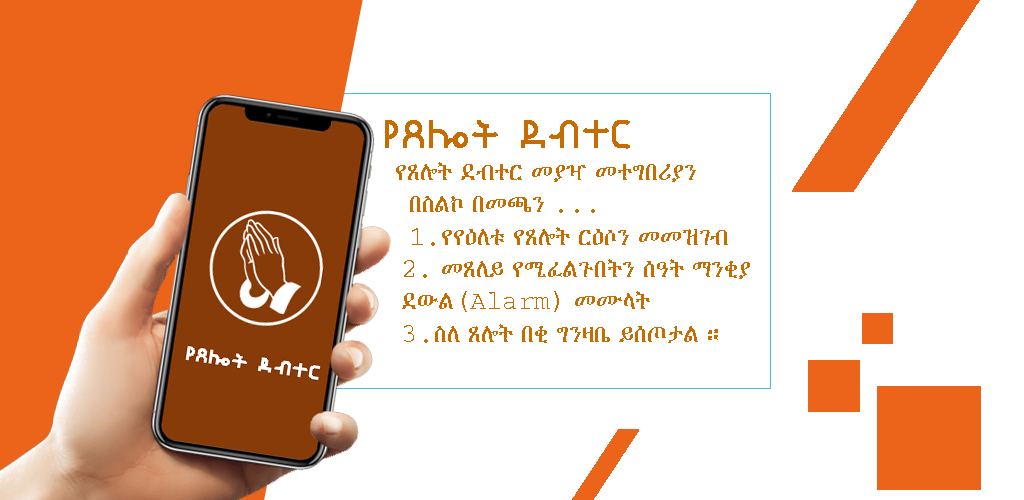 የጸሎት ደብተር
የጸሎት ደብተር መያዣ መተግበሪያን
በስልኮ በመጫን ...
1.የየዕለቱ የጸሎት ርዕሶን መመዝገብ
2. መጸለይ የሚፈልጉበትን ሰዓት ማንቂያ
ደውል(Alarm) መሙላት
3.ስለ ጸሎት በቂ ግንዛቤ ይሰጦታል ።
የጸሎት ደብተር